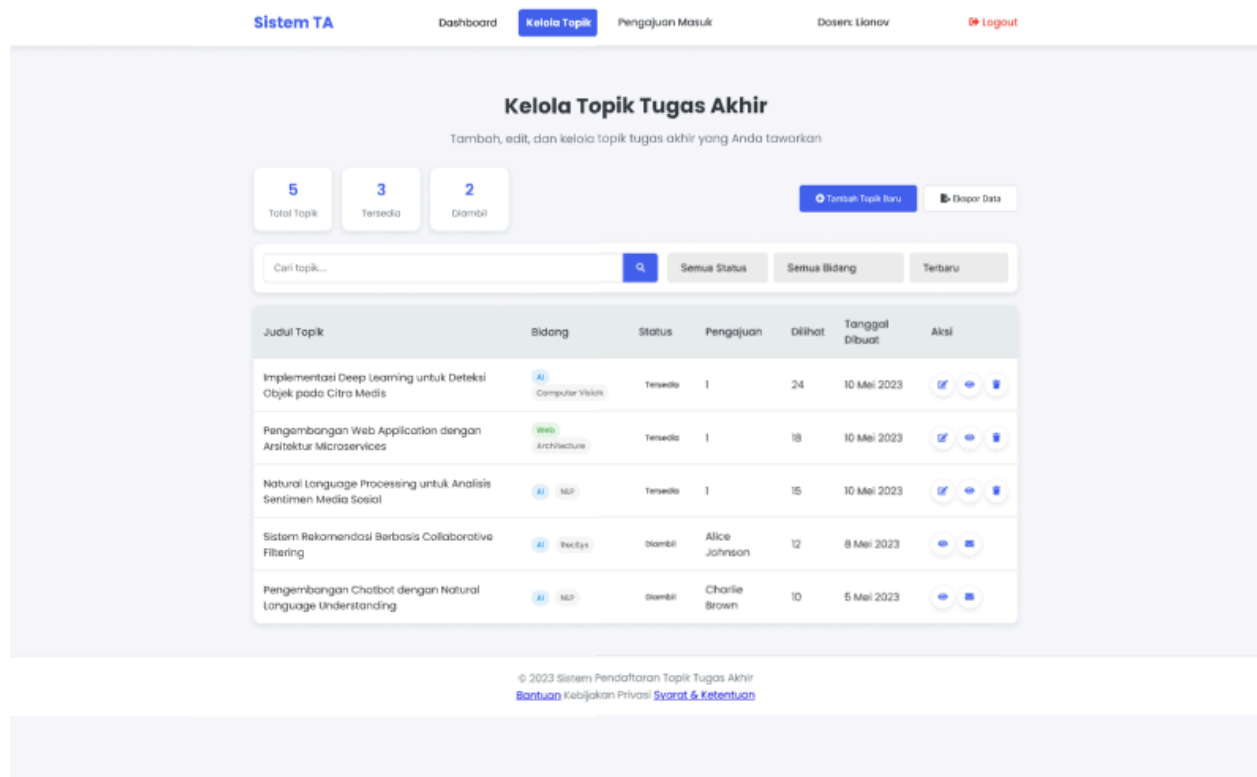 Sistem TA Dashboard Kelola Topik Pengajuan Masuk Dosen: Lionov Logout
Kelola Topik Tugas Akhir
Tambah, edit, dan kelola topik tugas akhir yang Anda tawarkan
5 3 2
Total Topik Tersedia Diambil
Tambah Topik Baru Ekspor Data
Cari topik... Semua Status Semua Bidang Terbaru
Judul Topik Bidang Status Pengajuan Dilihat Tanggal Dibuat Aksi
Implementasi Deep Learning untuk Deteksi
Objek pada Citra Medis
AI
Computer Vision
Tersedia 1 24 10 Mei 2023
Pengembangan Web Application dengan
Arsitektur Microservices
Web
Architecture
Tersedia 1 18 10 Mei 2023
Natural Language Processing untuk Analisis
Sentimen Media Sosial
AI NLP Tersedia 1 15 10 Mei 2023
Sistem Rekomendasi Berbasis Collaborative
Filtering
AI RecSys Diambil
Alice
Johnson
12 8 Mei 2023
Pengembangan Chatbot dengan Natural
Language Understanding
AI NLP Diambil
Charlie
Brown
10 5 Mei 2023
© 2023 Sistem Pendaftaran Topik Tugas Akhir
Bantuan Kebijakan Privasi Syarat & Ketentuan